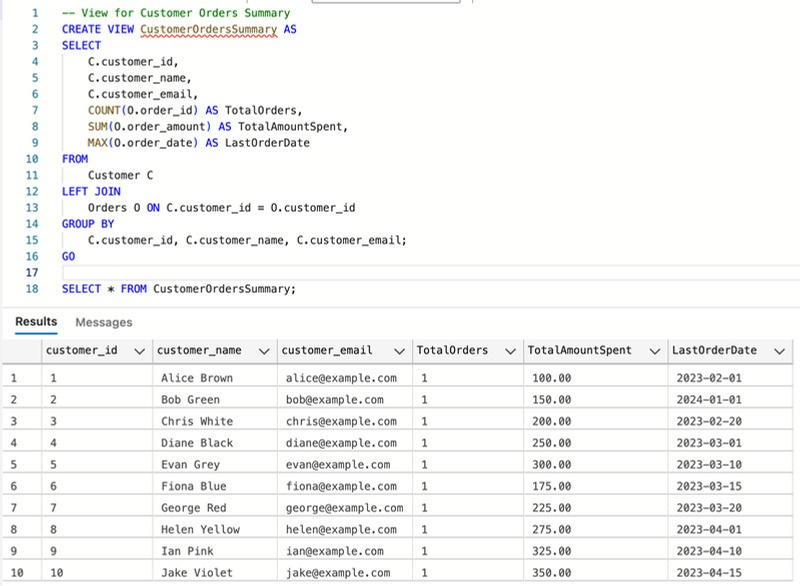 1 -- View for Customer Orders Summary
2 CREATE VIEW CustomerOrdersSummary AS
3 SELECT
4 C.customer_id,
5 C.customer_name,
6 C.customer_email,
7 COUNT(O.order_id) AS TotalOrders,
8 SUM(O.order_amount) AS TotalAmountSpent,
9 MAX(O.order_date) AS LastOrderDate
10 FROM
11 Customer C
12 LEFT JOIN
13 Orders O ON C.customer_id = O.customer_id
14 GROUP BY
15 C.customer_id, C.customer_name, C.customer_email;
16 GO
17
18 SELECT * FROM CustomerOrdersSummary;
Results Messages
customer_id customer_name customer_email TotalOrders TotalAmountSpent LastOrderDate
1 1 Alice Brown alice@example.com 1 100.00 2023-02-01
2 2 Bob Green bob@example.com 1 150.00 2024-01-01
3 3 Chris White chris@example.com 1 200.00 2023-02-20
4 4 Diane Black diane@example.com 1 250.00 2023-03-01
5 5 Evan Grey evan@example.com 1 300.00 2023-03-10
6 6 Fiona Blue fiona@example.com 1 175.00 2023-03-15
7 7 George Red george@example.com 1 225.00 2023-03-20
8 8 Helen Yellow helen@example.com 1 275.00 2023-04-01
9 9 Ian Pink ian@example.com 1 325.00 2023-04-10
10 10 Jake Violet jake@example.com 1 350.00 2023-04-15